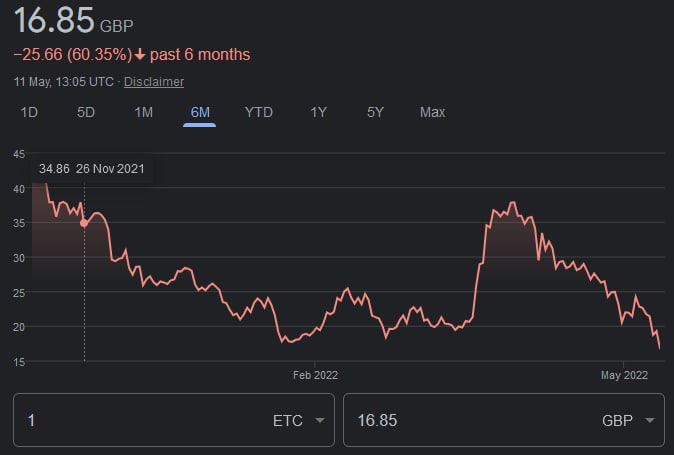 16.85 GBP
−25.66 (60.35%)↓ past 6 months
11 May, 13:05 UTC · Disclaimer
1D 5D 1M 6M YTD 1Y 5Y Max
45
34.86 26 Nov 2021
40
35
30
25
20
15
Feb 2022 May 2022
1 ETC 16.85 GBP